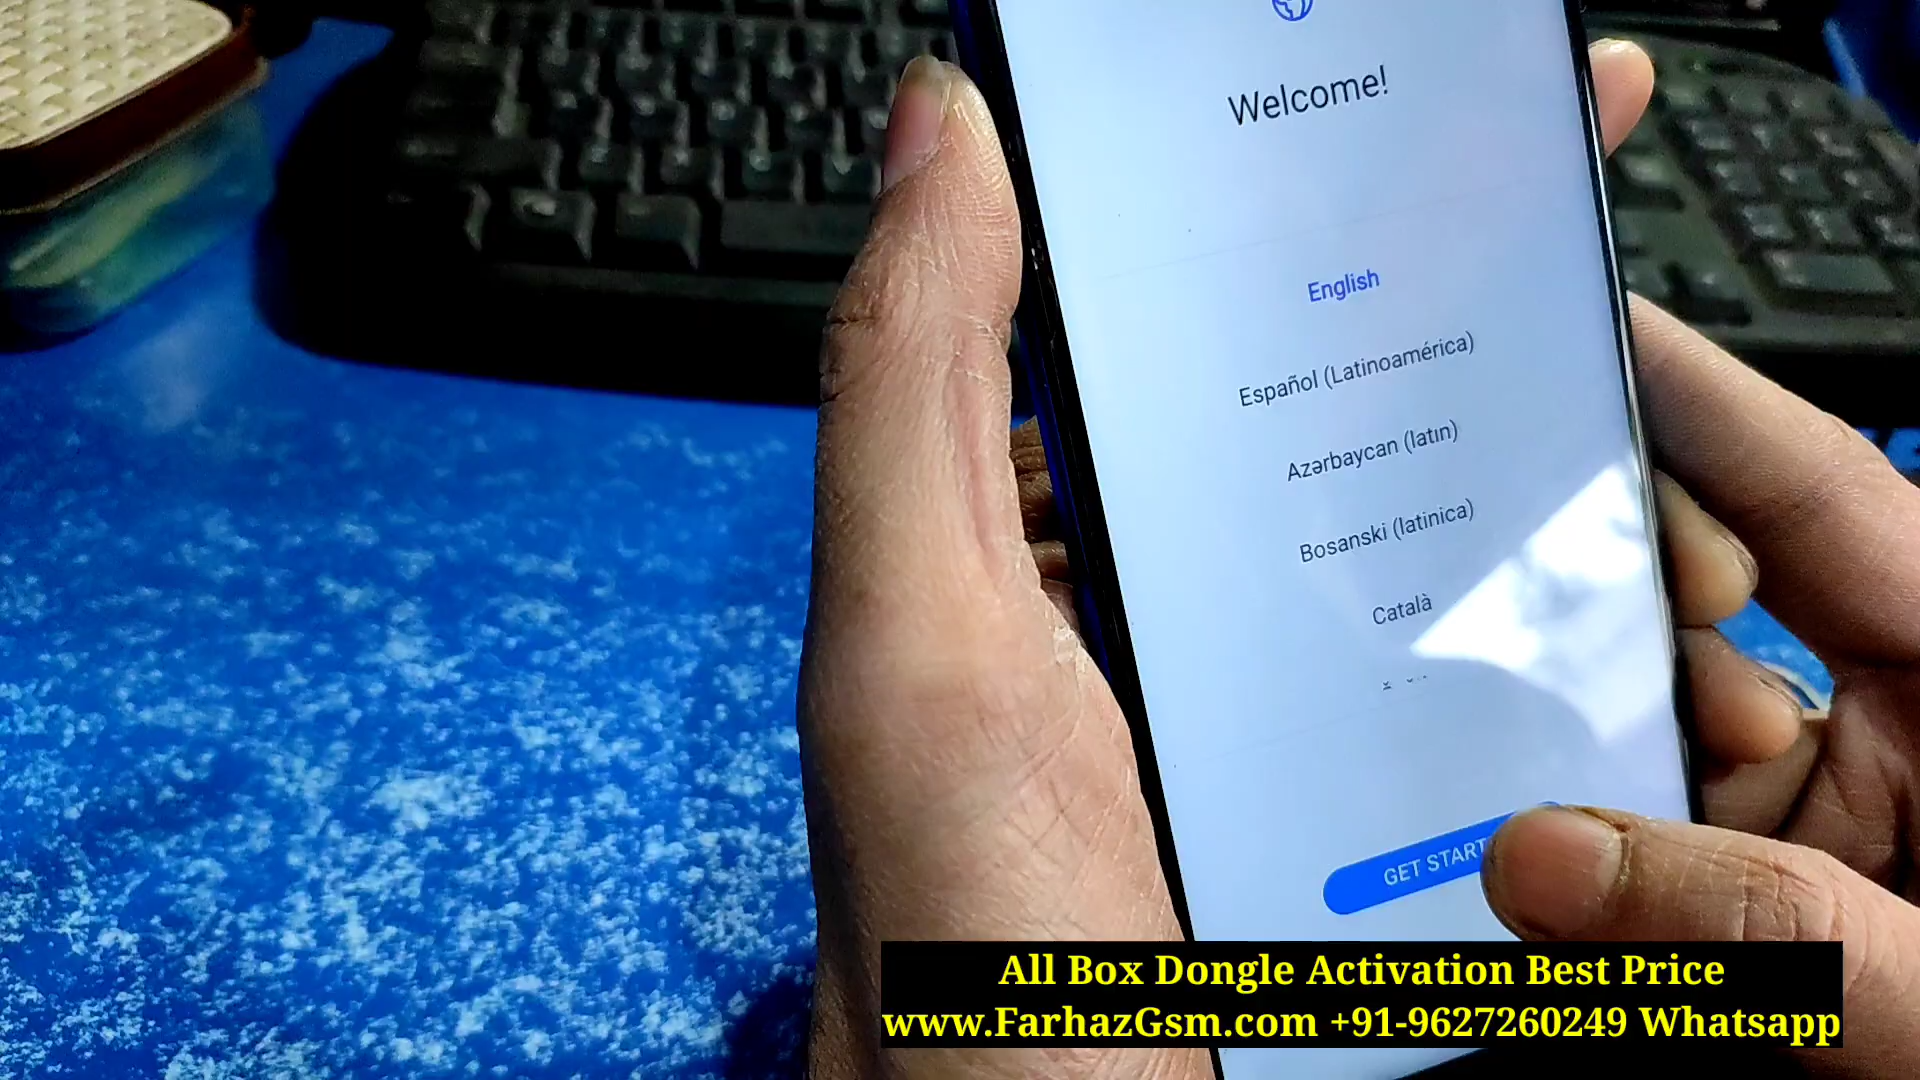 Welcome!
English
Español (Latinoamérica)
Azərbaycan (latın)
Bosanski (latinica)
Català
GET
All Box Dongle Activation Best Price
www.FarhazGsm.com +91-9627260249 Whatsapp